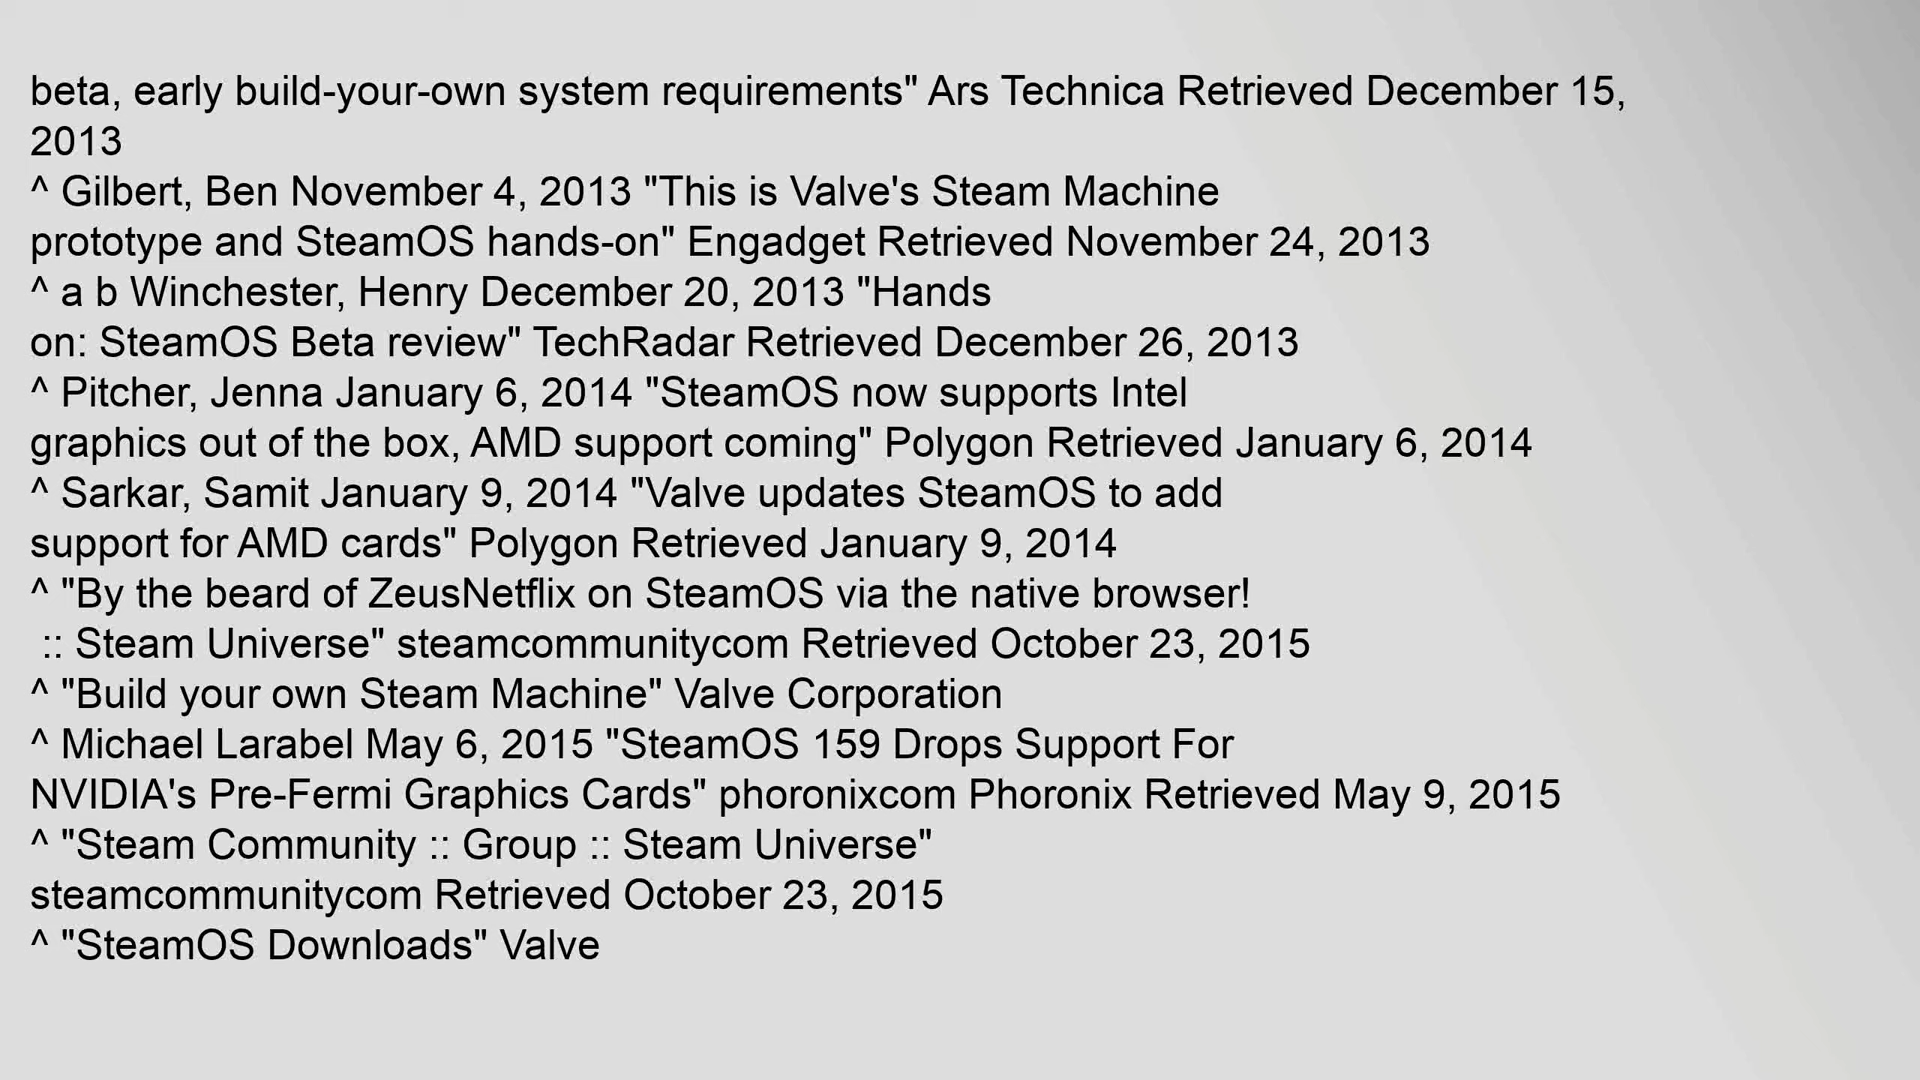 beta, early build-your-own system requirements" Ars Technica Retrieved December 15,
2013
^ Gilbert, Ben November 4, 2013 "This is Valve's Steam Machine
prototype and SteamOS hands-on" Engadget Retrieved November 24, 2013
^ a b Winchester, Henry December 20, 2013 "Hands
on: SteamOS Beta review" TechRadar Retrieved December 26, 2013
^ Pitcher, Jenna January 6, 2014 "SteamOS now supports Intel
graphics out of the box, AMD support coming" Polygon Retrieved January 6, 2014
^ Sarkar, Samit January 9, 2014 "Valve updates SteamOS to add
support for AMD cards" Polygon Retrieved January 9, 2014
^ "By the beard of ZeusNetflix on SteamOS via the native browser!
:: Steam Universe" steamcommunitycom Retrieved October 23, 2015
^ "Build your own Steam Machine" Valve Corporation
^ Michael Larabel May 6, 2015 "SteamOS 159 Drops Support For
NVIDIA's Pre-Fermi Graphics Cards" phoronixcom Phoronix Retrieved May 9, 2015
^ "Steam Community :: Group :: Steam Universe"
steamcommunitycom Retrieved October 23, 2015
^ "SteamOS Downloads" Valve